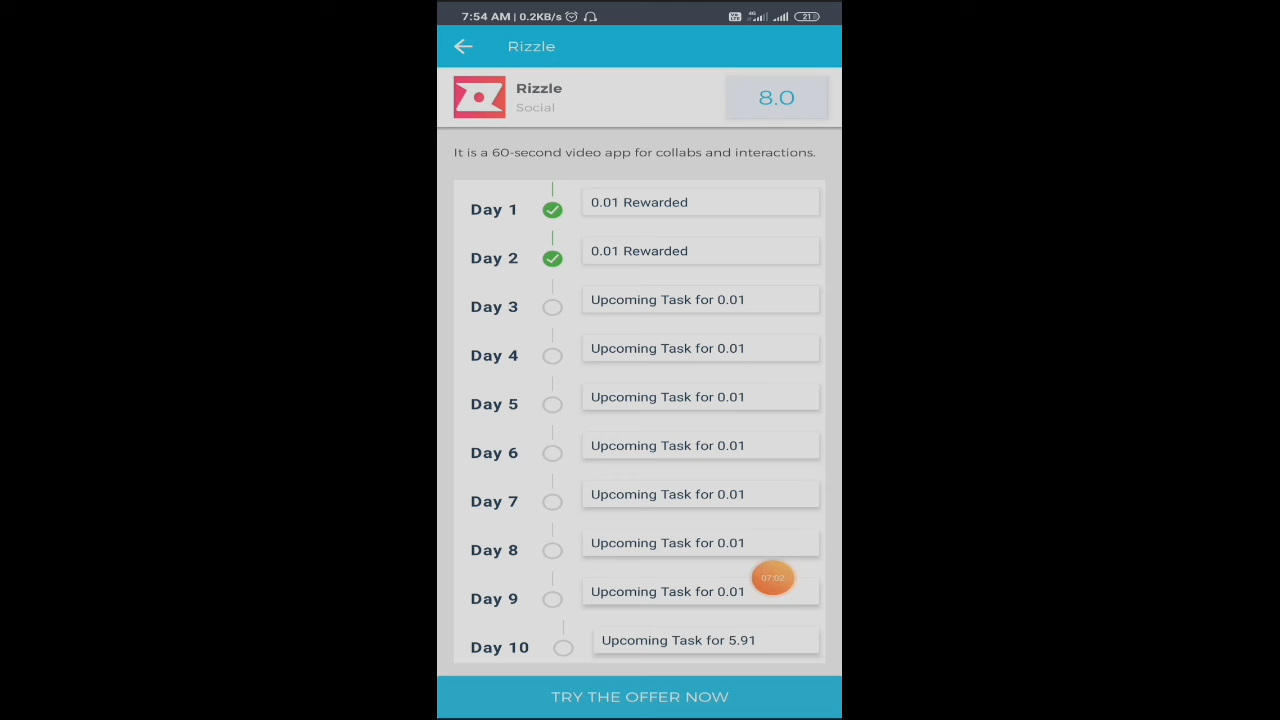 7:54 AM | 0.2KB/s
4G
21
Rizzle
Rizzle
Social
8.0
It is a 60-second video app for collabs and interactions.
Day 1
0.01 Rewarded
Day 2
0.01 Rewarded
Day 3
Upcoming Task for 0.01
Day 4
Upcoming Task for 0.01
Day 5
Upcoming Task for 0.01
Day 6
Upcoming Task for 0.01
Day 7
Upcoming Task for 0.01
Day 8
Upcoming Task for 0.01
07:02
Day 9
Upcoming Task for 0.01
Day 10
Upcoming Task for 5.91
TRY THE OFFER NOW